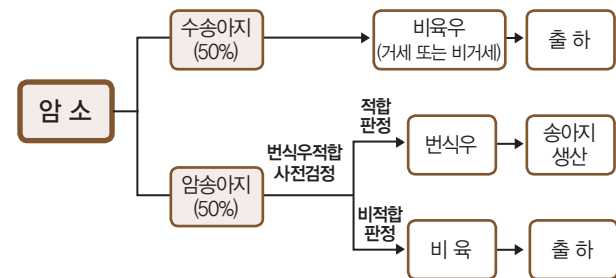 암 소
수송아지
(50%)
비육우
(거세 또는 비거세)
출 하
암송아지
(50%)
번식우적합
사전검정
적합
판정
번식우
송아지
생산
비적합
판정
비 육
출 하